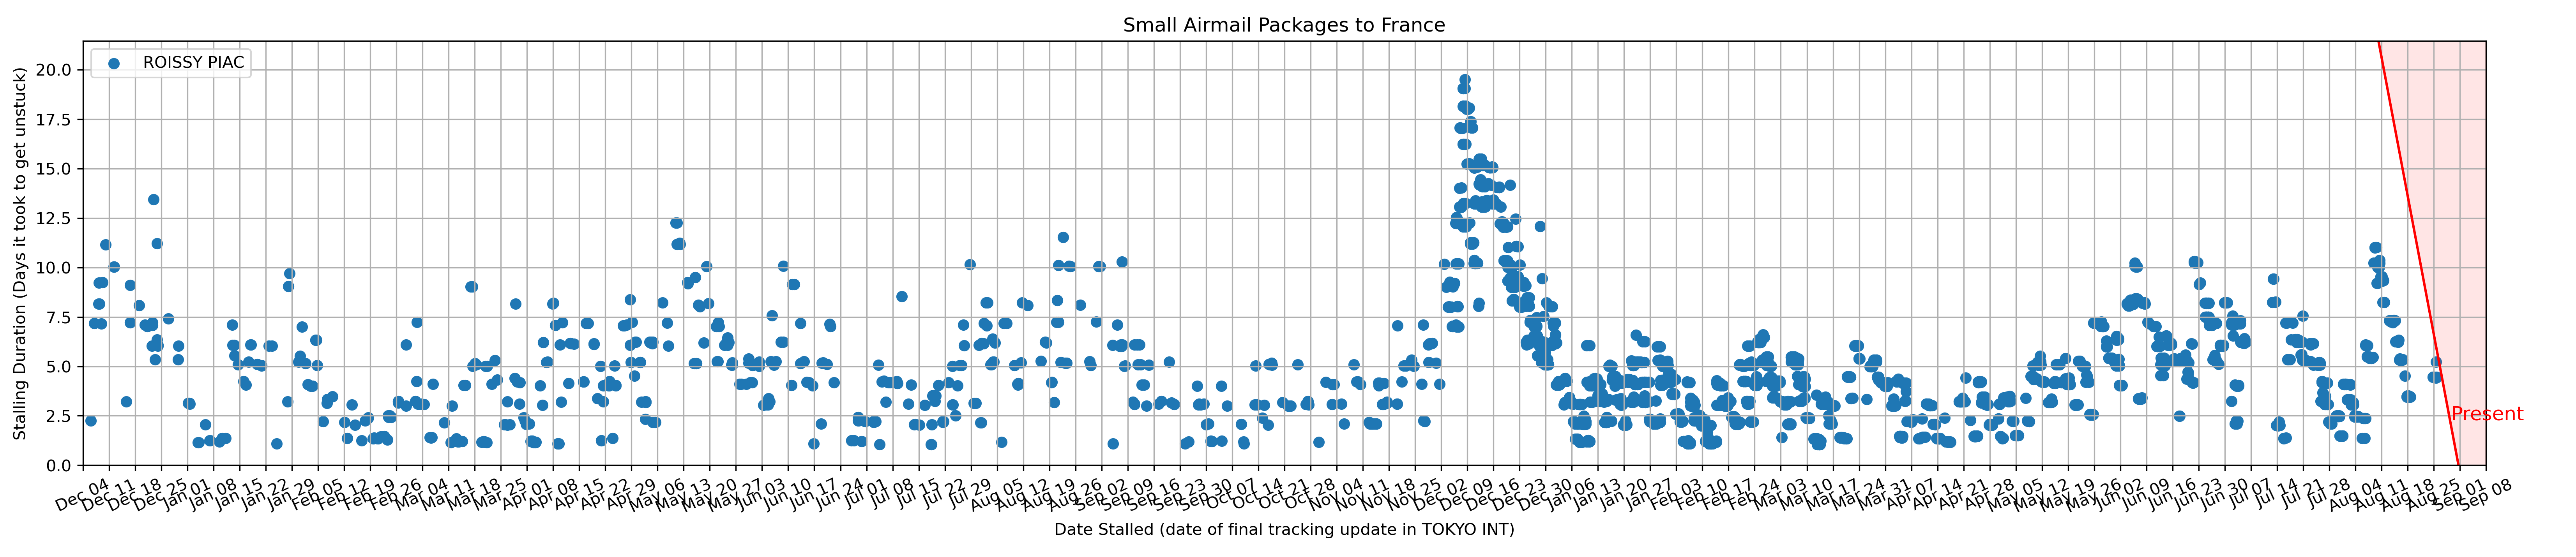 Small Airmail Packages to France
ROISSY PIAC
Stalling Duration (Days it took to get unstuck)
20.0
17.5
15.0
12.5
10.0
7.5
5.0
2.5
0.0
Present
Dec 04
Dec 11
Dec 18
Dec 25
Jan 01
Jan 08
Jan 15
Jan 22
Jan 29
Feb 05
Feb 12
Feb 19
Feb 26
Mar 04
Mar 11
Mar 18
Mar 25
Apr 01
Apr 08
Apr 15
Apr 22
Apr 29
May 06
May 13
May 20
May 27
Jun 03
Jun 10
Jun 17
Jun 24
Jul 01
Jul 08
Jul 15
Jul 22
Jul 29
Aug 05
Aug 12
Aug 19
Aug 26
Sep 02
Sep 09
Sep 16
Sep 23
Sep 30
Oct 07
Oct 14
Oct 21
Oct 28
Nov 04
Nov 11
Nov 18
Nov 25
Dec 02
Dec 09
Dec 16
Dec 23
Dec 30
Jan 06
Jan 13
Jan 20
Jan 27
Feb 03
Feb 10
Feb 17
Feb 24
Mar 03
Mar 10
Mar 17
Mar 24
Mar 31
Apr 07
Apr 14
Apr 21
Apr 28
May 05
May 12
May 19
May 26
Jun 02
Jun 09
Jun 16
Jun 23
Jun 30
Jul 07
Jul 14
Jul 21
Jul 28
Aug 04
Aug 11
Aug 18
Aug 25
Sep 01
Sep 08
Date Stalled (date of final tracking update in TOKYO INT)